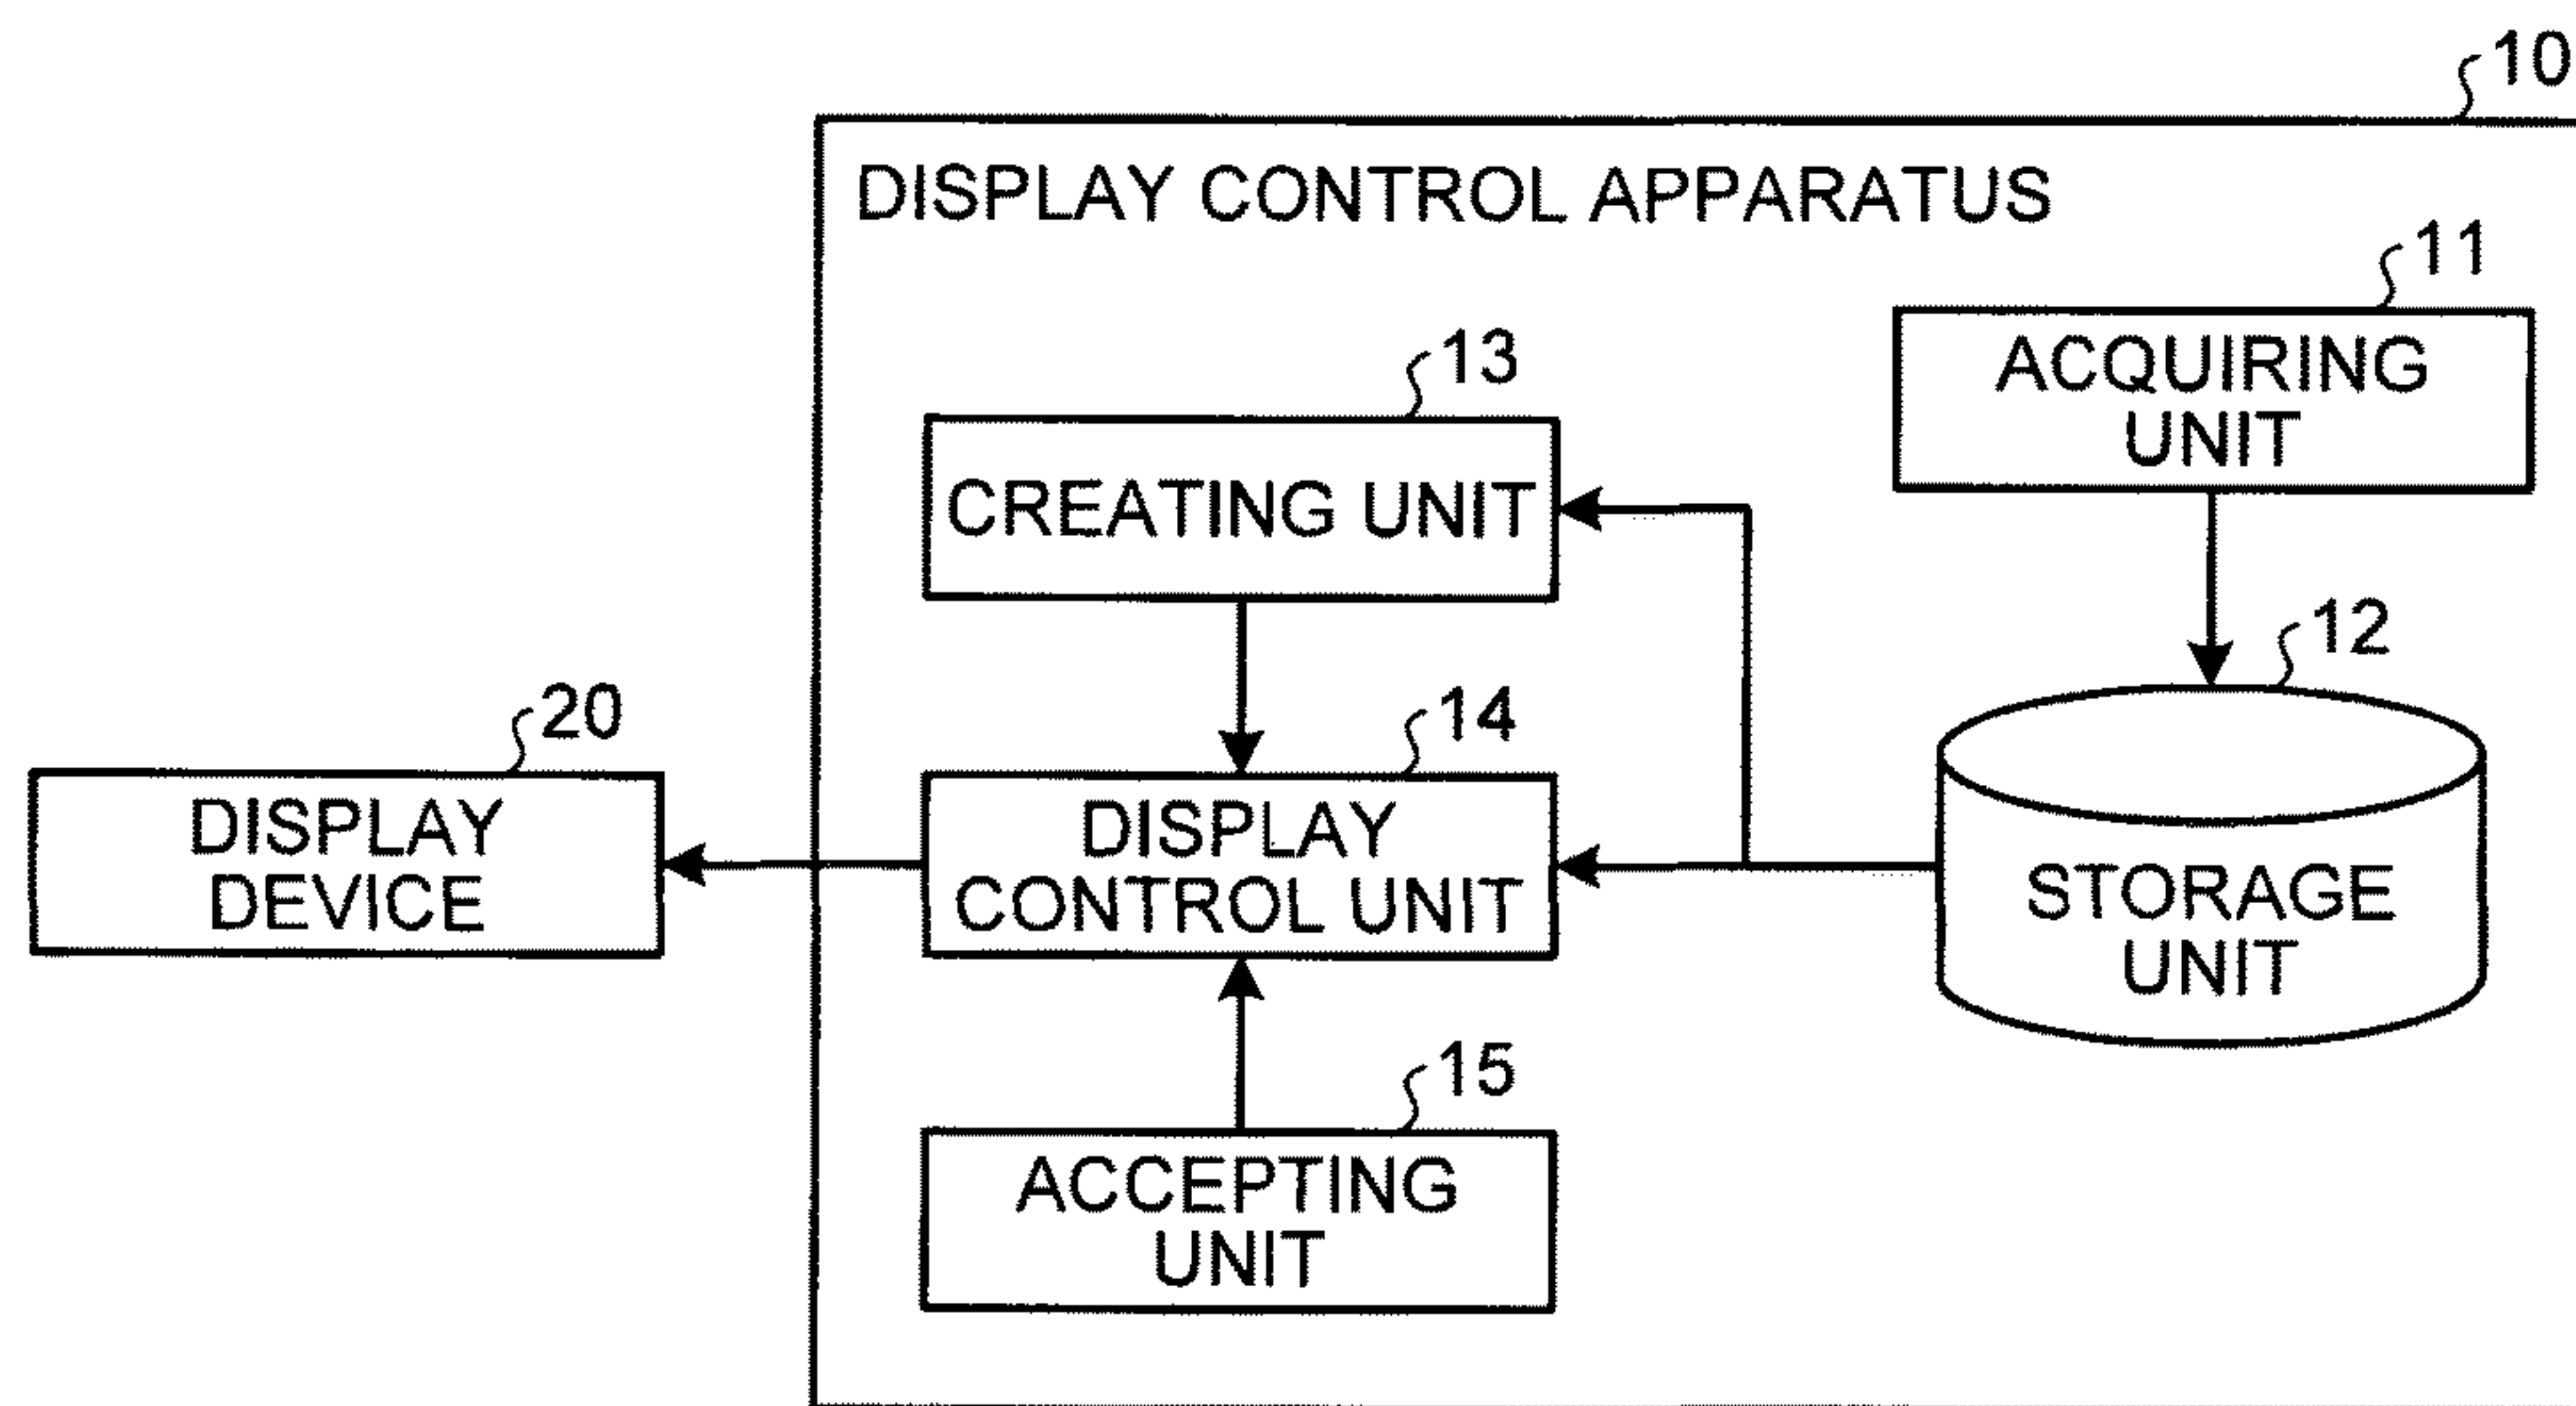 10
DISPLAY CONTROL APPARATUS
11
ACQUIRING
UNIT
13
CREATING UNIT
12
STORAGE
UNIT
14
DISPLAY
CONTROL UNIT
20
DISPLAY
DEVICE
15
ACCEPTING
UNIT